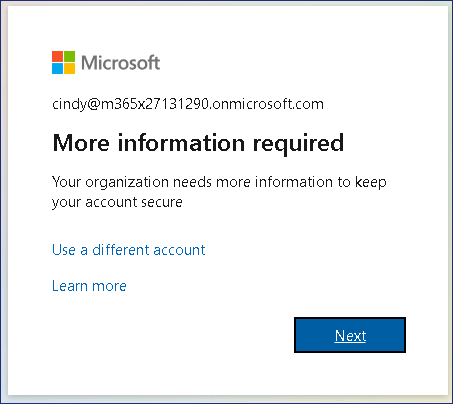 Microsoft
cindy@m365x27131290.onmicrosoft.com
More information required
Your organization needs more information to keep
your account secure
Use a different account
Learn more
Next